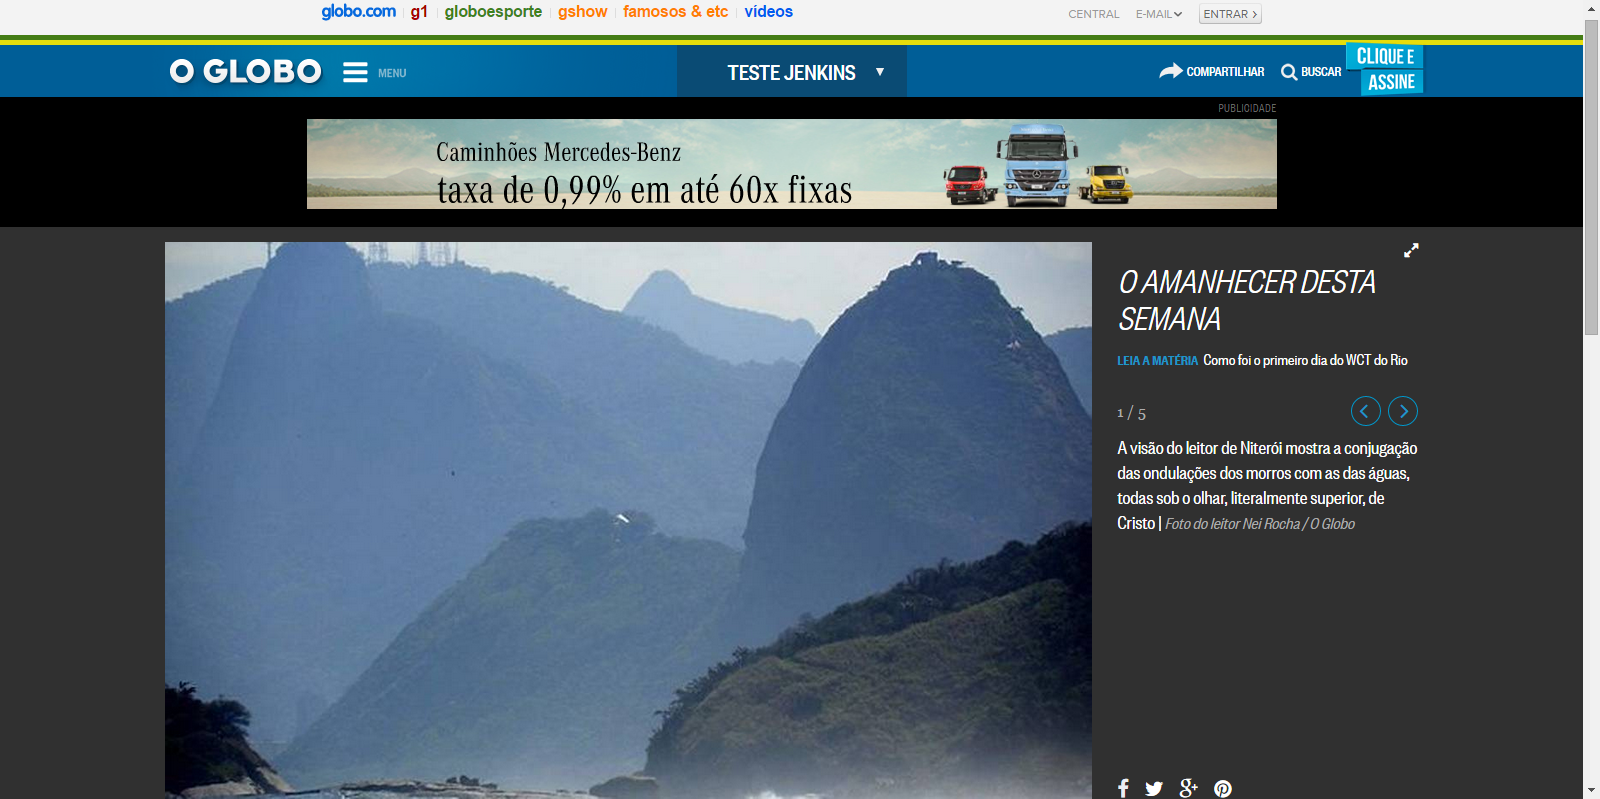 globo.com g1 globoesporte gshow famosos & etc vídeos
CENTRAL E-MAIL ENTRAR
O GLOBO MENU TESTE JENKINS COMPARTILHAR BUSCAR CLIQUE E
ASSINE
PUBLICIDADE
Caminhões Mercedes-Benz
taxa de 0,99% em até 60x fixas
O AMANHECER DESTA
SEMANA
LEIA A MATÉRIA Como foi o primeiro dia do WCT do Rio
1 / 5
A visão do leitor de Niterói mostra a conjugação
das ondulações dos morros com as das águas,
todas sob o olhar, literalmente superior, de
Cristo | Foto do leitor Nei Rocha / O Globo